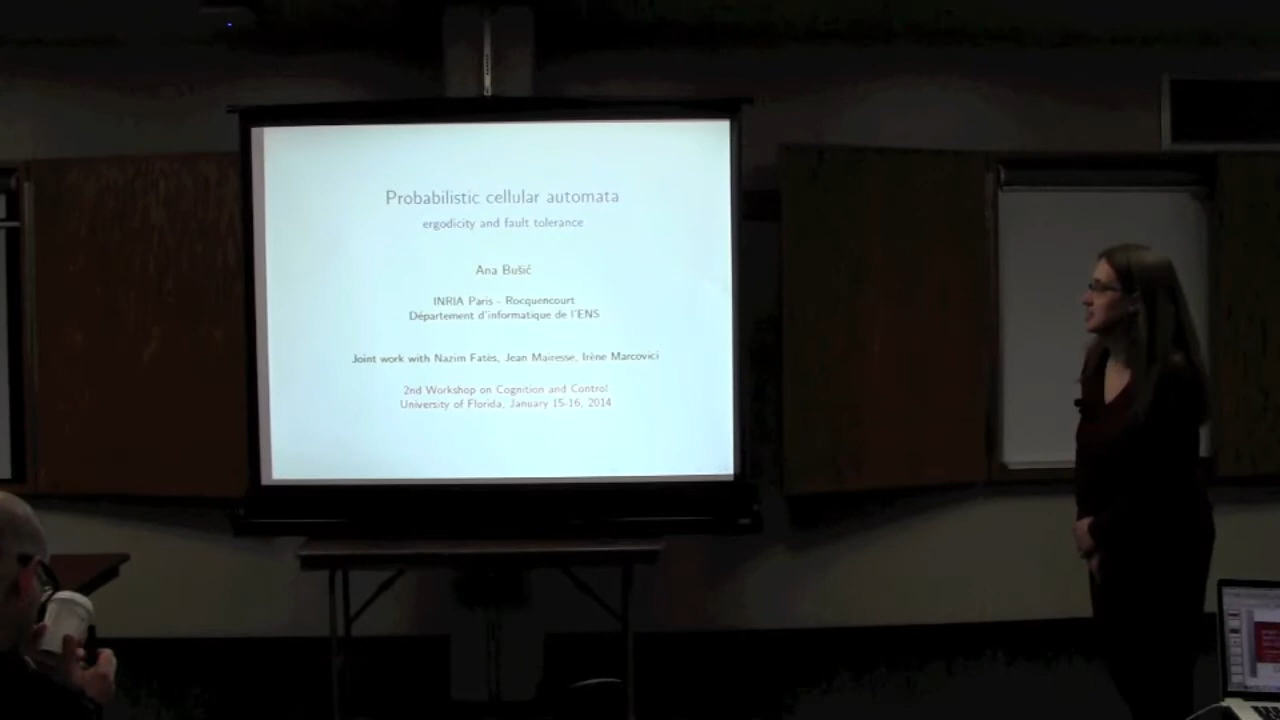 Probabilistic cellular automata
ergodicity and fault tolerance
Ana Bušić
INRIA Paris - Rocquencourt
Département d'informatique de l'ENS
Joint work with Nazim Fatès, Jean Mairesse, Irène Marcovici
2nd Workshop on Cognition and Control
University of Florida, January 15-16, 2014